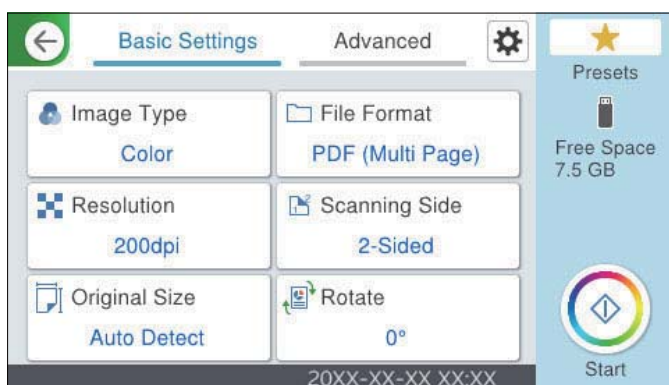 Basic Settings
Advanced
Presets
Image Type
Color
File Format
PDF (Multi Page)
Free Space
7.5 GB
Resolution
200dpi
Scanning Side
2-Sided
Original Size
Auto Detect
Rotate
0°
Start
20XX-XX-XX XX:XX